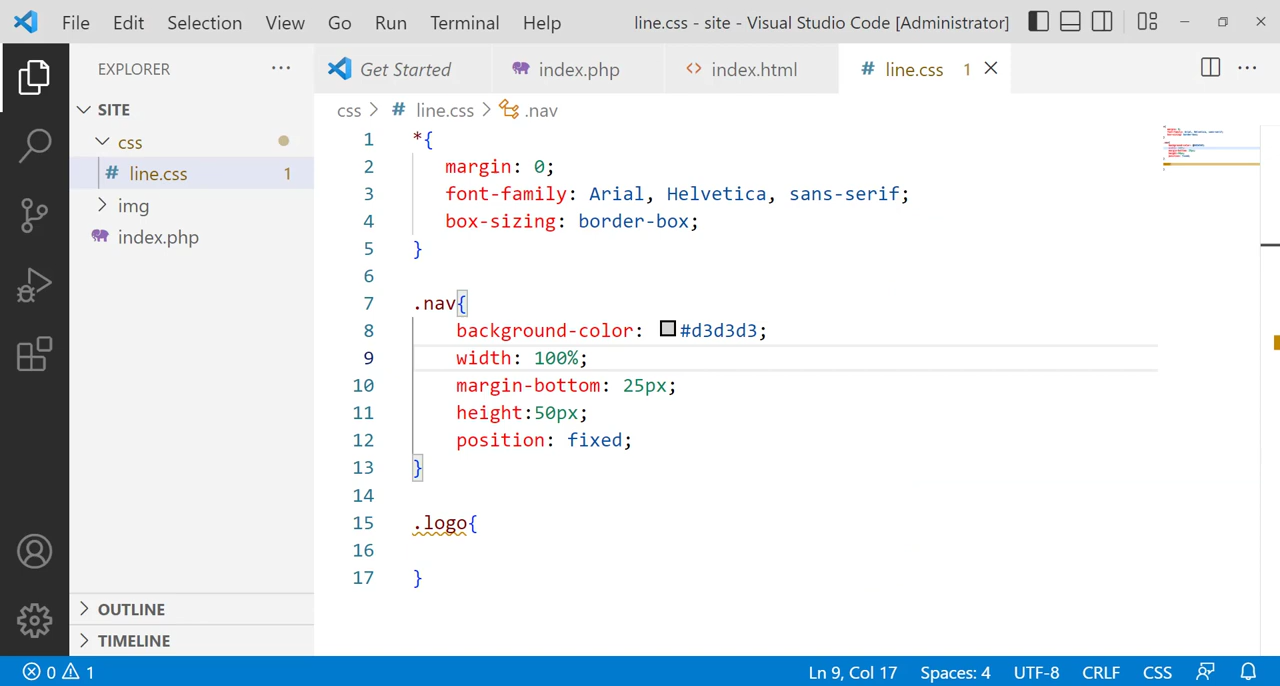 File Edit Selection View Go Run Terminal Help line.css - site - Visual Studio Code [Administrator]
EXPLORER
SITE
css
line.css 1
img
index.php
OUTLINE
TIMELINE
Get Started index.php index.html line.css 1
css line.css .nav
1 *{
2 margin: 0;
3 font-family: Arial, Helvetica, sans-serif;
4 box-sizing: border-box;
5 }
6
7 .nav{
8 background-color: #d3d3d3;
9 width: 100%;
10 margin-bottom: 25px;
11 height:50px;
12 position: fixed;
13 }
14
15 .logo{
16
17 }
0 1 Ln 9, Col 17 Spaces: 4 UTF-8 CRLF CSS